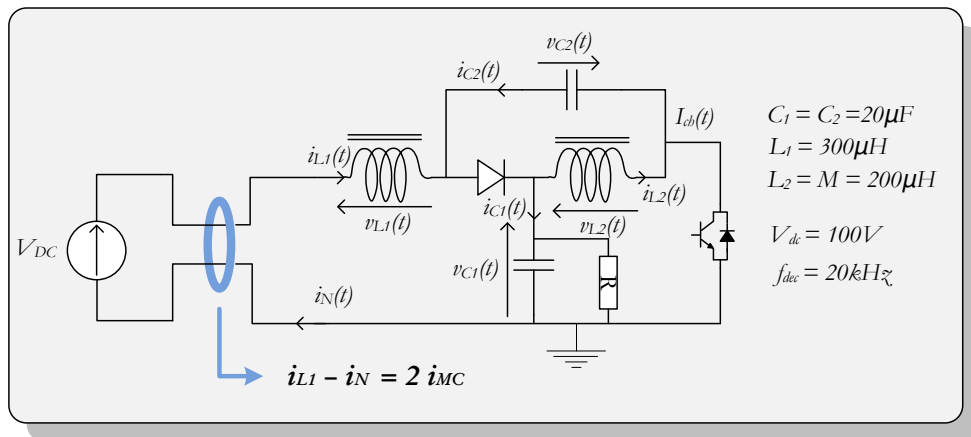 vC2(t)
iC2(t)
Ich(t)
iL1(t)
vL1(t)
iC1(t)
iL2(t)
vL2(t)
VDC
vC1(t)
R
iN(t)
iL1 – iN = 2 iMC
C1 = C2 =20µF
L1 = 300µH
L2 = M = 200µH
Vdc = 100V
fdec = 20kHz